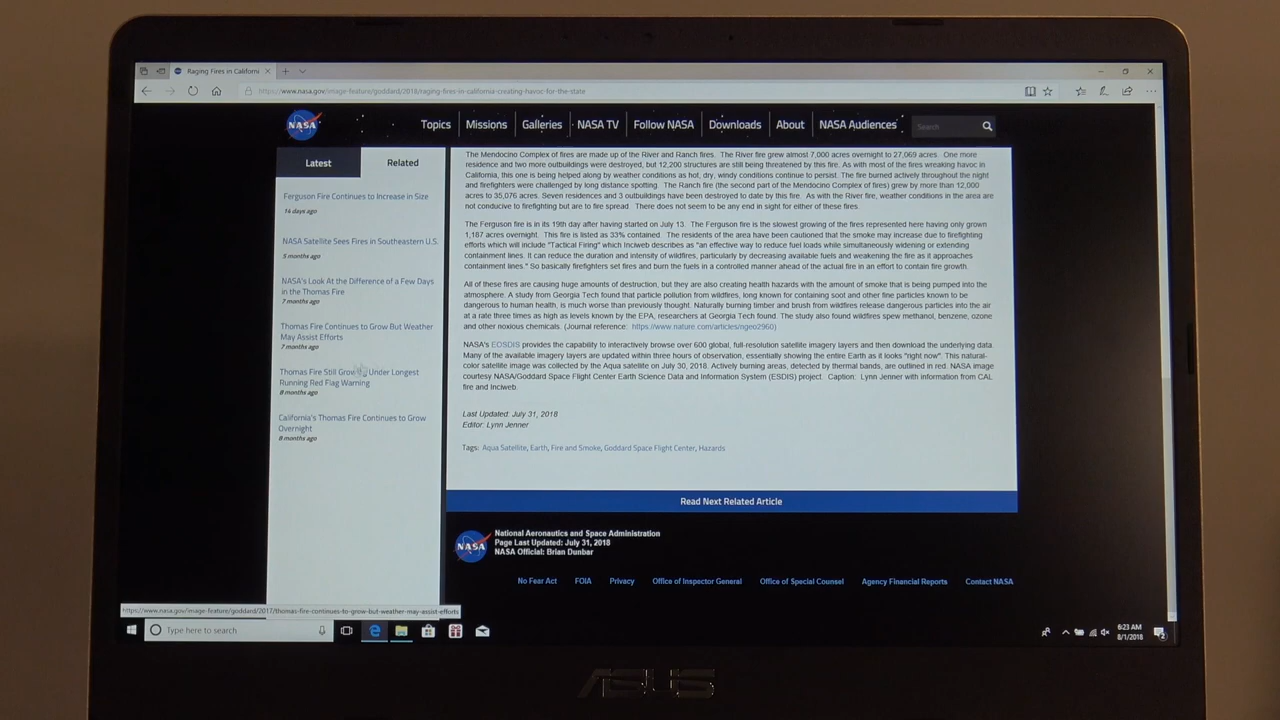 Raging Fires in Californi
https://www.nasa.gov/image-feature/goddard/2018/raging-fires-in-california-creating-havoc-for-the-state
NASA
Topics Missions Galleries NASA TV Follow NASA Downloads About NASA Audiences Search
Latest Related
Ferguson Fire Continues to Increase in Size
14 days ago
NASA Satellite Sees Fires in Southeastern U.S.
5 months ago
NASA's Look At the Difference of a Few Days
in the Thomas Fire
7 months ago
Thomas Fire Continues to Grow But Weather
May Assist Efforts
7 months ago
Thomas Fire Still Growing Under Longest
Running Red Flag Warning
8 months ago
California's Thomas Fire Continues to Grow
Overnight
8 months ago
The Mendocino Complex of fires are made up of the River and Ranch fires. The River fire grew almost 7,000 acres overnight to 27,069 acres. One more
residence and two more outbuildings were destroyed, but 12,200 structures are still being threatened by this fire. As with most of the fires wreaking havoc in
California, this one is being helped along by weather conditions as hot, dry, windy conditions continue to persist. The fire burned actively throughout the night
and firefighters were challenged by long distance spotting. The Ranch fire (the second part of the Mendocino Complex of fires) grew by more than 12,000
acres to 35,076 acres. Seven residences and 3 outbuildings have been destroyed to date by this fire. As with the River fire, weather conditions in the area are
not conducive to firefighting but are to fire spread. There does not seem to be any end in sight for either of these fires.
The Ferguson fire is in its 19th day after having started on July 13. The Ferguson fire is the slowest growing of the fires represented here having only grown
1,187 acres overnight. This fire is listed as 33% contained. The residents of the area have been cautioned that the smoke may increase due to firefighting
efforts which will include "Tactical Firing" which Inciweb describes as "an effective way to reduce fuel loads while simultaneously widening or extending
containment lines. It can reduce the duration and intensity of wildfires, particularly by decreasing available fuels and weakening the fire as it approaches
containment lines." So basically firefighters set fires and burn the fuels in a controlled manner ahead of the actual fire in an effort to contain fire growth.
All of these fires are causing huge amounts of destruction, but they are also creating health hazards with the amount of smoke that is being pumped into the
atmosphere. A study from Georgia Tech found that particle pollution from wildfires, long known for containing soot and other fine particles known to be
dangerous to human health, is much worse than previously thought. Naturally burning timber and brush from wildfires release dangerous particles into the air
at a rate three times as high as levels known by the EPA, researchers at Georgia Tech found. The study also found wildfires spew methanol, benzene, ozone
and other noxious chemicals. (Journal reference: https://www.nature.com/articles/ngeo2960)
NASA's EOSDIS provides the capability to interactively browse over 600 global, full-resolution satellite imagery layers and then download the underlying data.
Many of the available imagery layers are updated within three hours of observation, essentially showing the entire Earth as it looks "right now". This natural-
color satellite image was collected by the Aqua satellite on July 30, 2018. Actively burning areas, detected by thermal bands, are outlined in red. NASA image
courtesy NASA/Goddard Space Flight Center Earth Science Data and Information System (ESDIS) project. Caption: Lynn Jenner with information from CAL
fire and Inciweb.
Last Updated: July 31, 2018
Editor: Lynn Jenner
Tags: Aqua Satellite, Earth, Fire and Smoke, Goddard Space Flight Center, Hazards
Read Next Related Article
NASA
National Aeronautics and Space Administration
Page Last Updated: July 31, 2018
NASA Official: Brian Dunbar
No Fear Act FOIA Privacy Office of Inspector General Office of Special Counsel Agency Financial Reports Contact NASA
https://www.nasa.gov/image-feature/goddard/2017/thomas-fire-continues-to-grow-but-weather-may-assist-efforts
Type here to search
6:23 AM
8/1/2018
2
ASUS